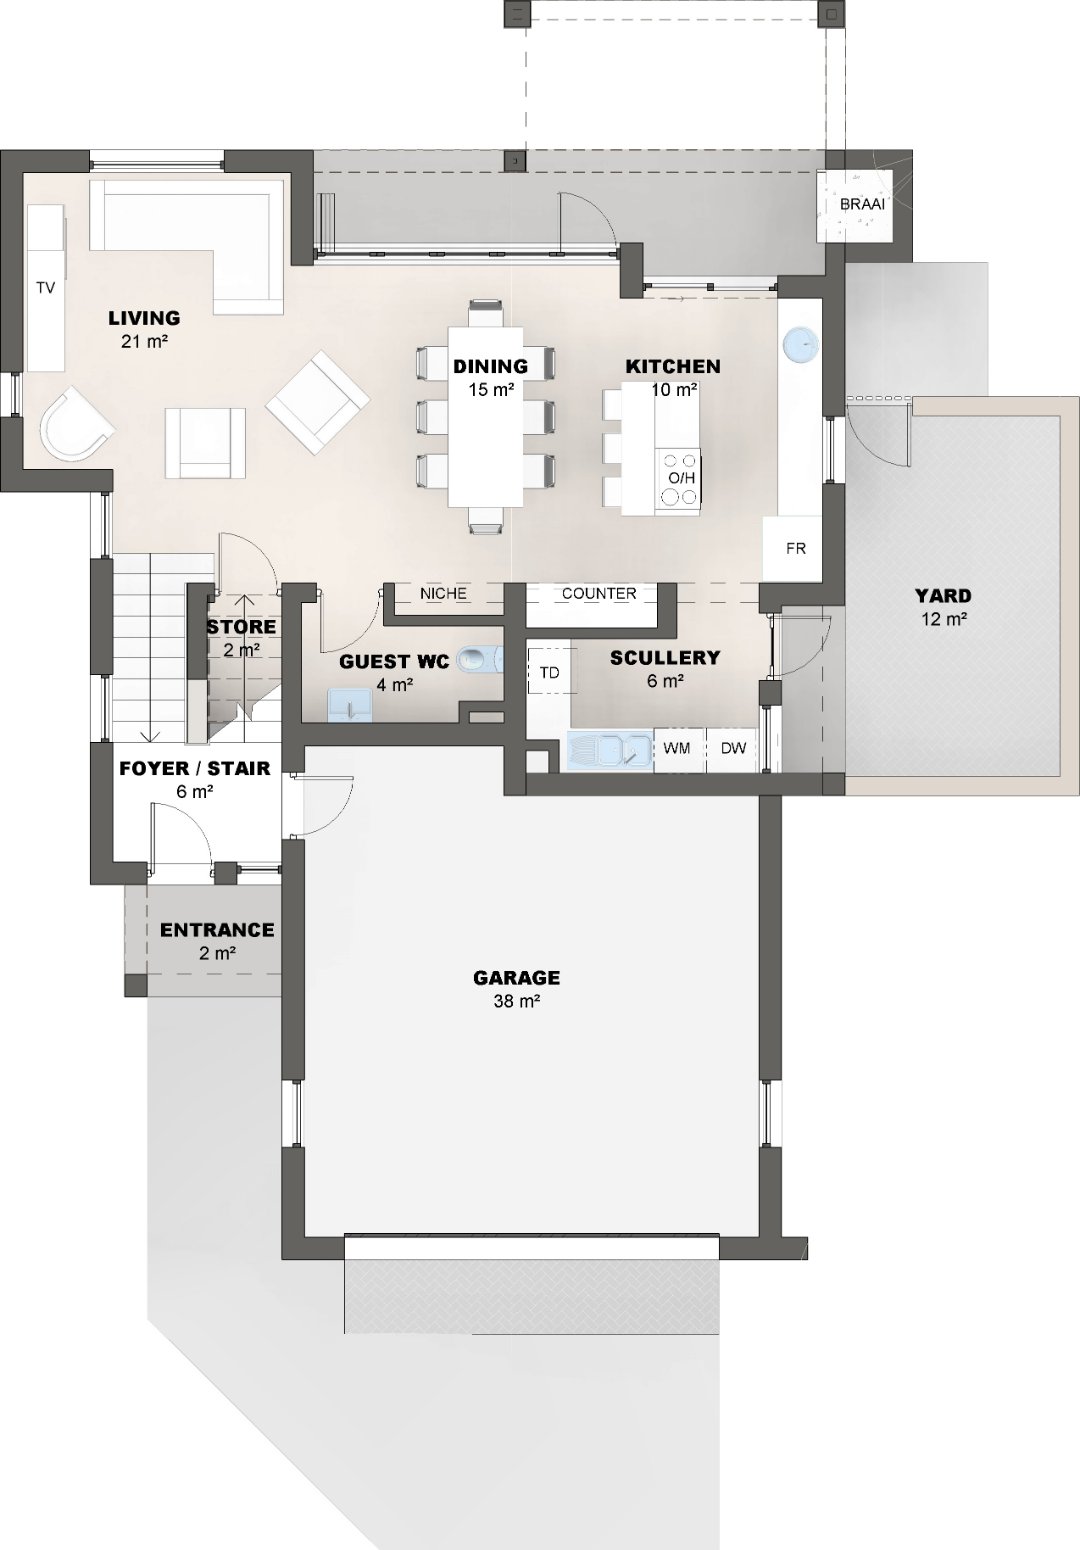 BRAAI
TV
LIVING
21 m²
DINING
15 m²
KITCHEN
10 m²
O/H
FR
NICHE
COUNTER
YARD
12 m²
STORE
2 m²
GUEST WC
4 m²
SCULLERY
6 m²
TD
WM
DW
FOYER / STAIR
6 m²
ENTRANCE
2 m²
GARAGE
38 m²